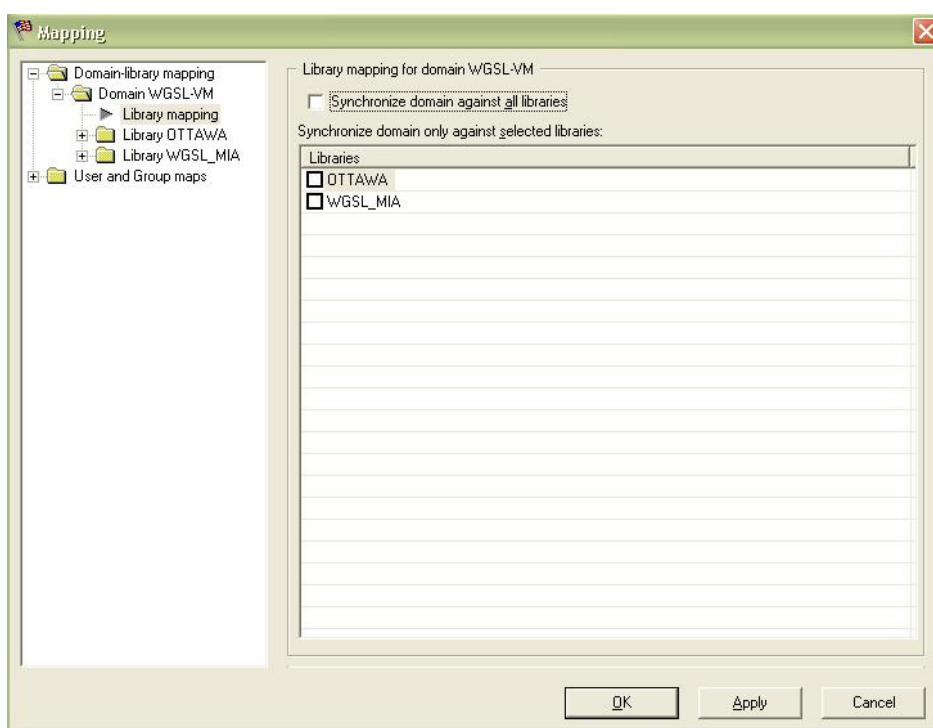 Mapping
Domain-library mapping
Domain WGSL-VM
Library mapping
Library OTTAWA
Library WGSL_MIA
User and Group maps
Library mapping for domain WGSL-VM
Synchronize domain against all libraries
Synchronize domain only against selected libraries:
Libraries
OTTAWA
WGSL_MIA
OK
Apply
Cancel